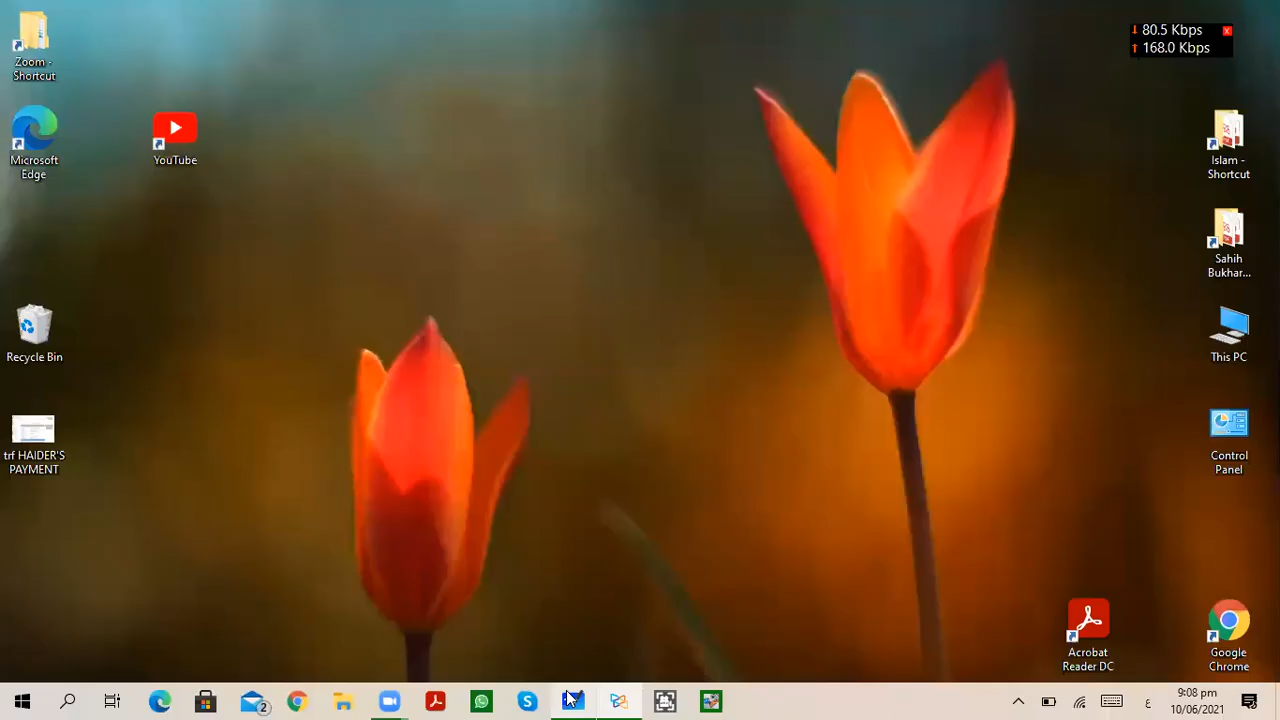 Zoom -
Shortcut
Microsoft
Edge
YouTube
Recycle Bin
trf HAIDER'S
PAYMENT
80.5 Kbps
x
168.0 Kbps
Islam -
Shortcut
Sahih
Bukhar...
This PC
Control
Panel
Acrobat
Reader DC
Google
Chrome
2
S
ع
9:08 pm
10/06/2021